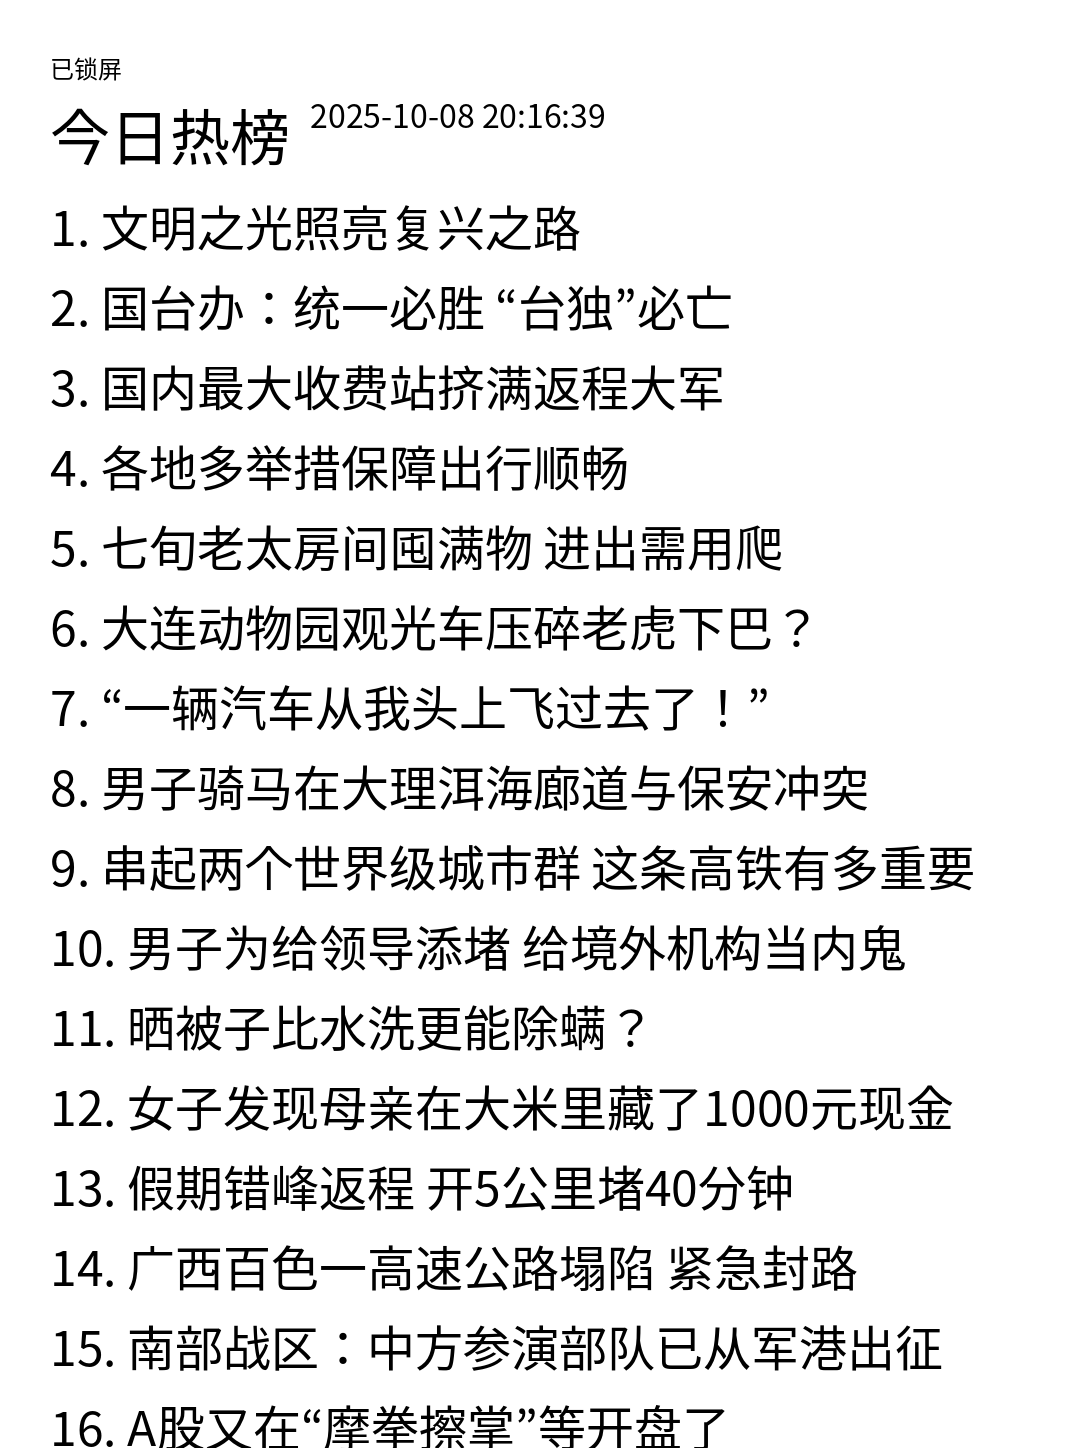 已锁屏
今日热榜 2025-10-08 20:16:39
1. 文明之光照亮复兴之路
2. 国台办：统一必胜 “台独”必亡
3. 国内最大收费站挤满返程大军
4. 各地多举措保障出行顺畅
5. 七旬老太房间囤满物 进出需用爬
6. 大连动物园观光车压碎老虎下巴？
7. “一辆汽车从我头上飞过去了！”
8. 男子骑马在大理洱海廊道与保安冲突
9. 串起两个世界级城市群 这条高铁有多重要
10. 男子为给领导添堵 给境外机构当内鬼
11. 晒被子比水洗更能除螨？
12. 女子发现母亲在大米里藏了1000元现金
13. 假期错峰返程 开5公里堵40分钟
14. 广西百色一高速公路塌陷 紧急封路
15. 南部战区：中方参演部队已从军港出征
16. A股又在“摩拳擦掌”等开盘了